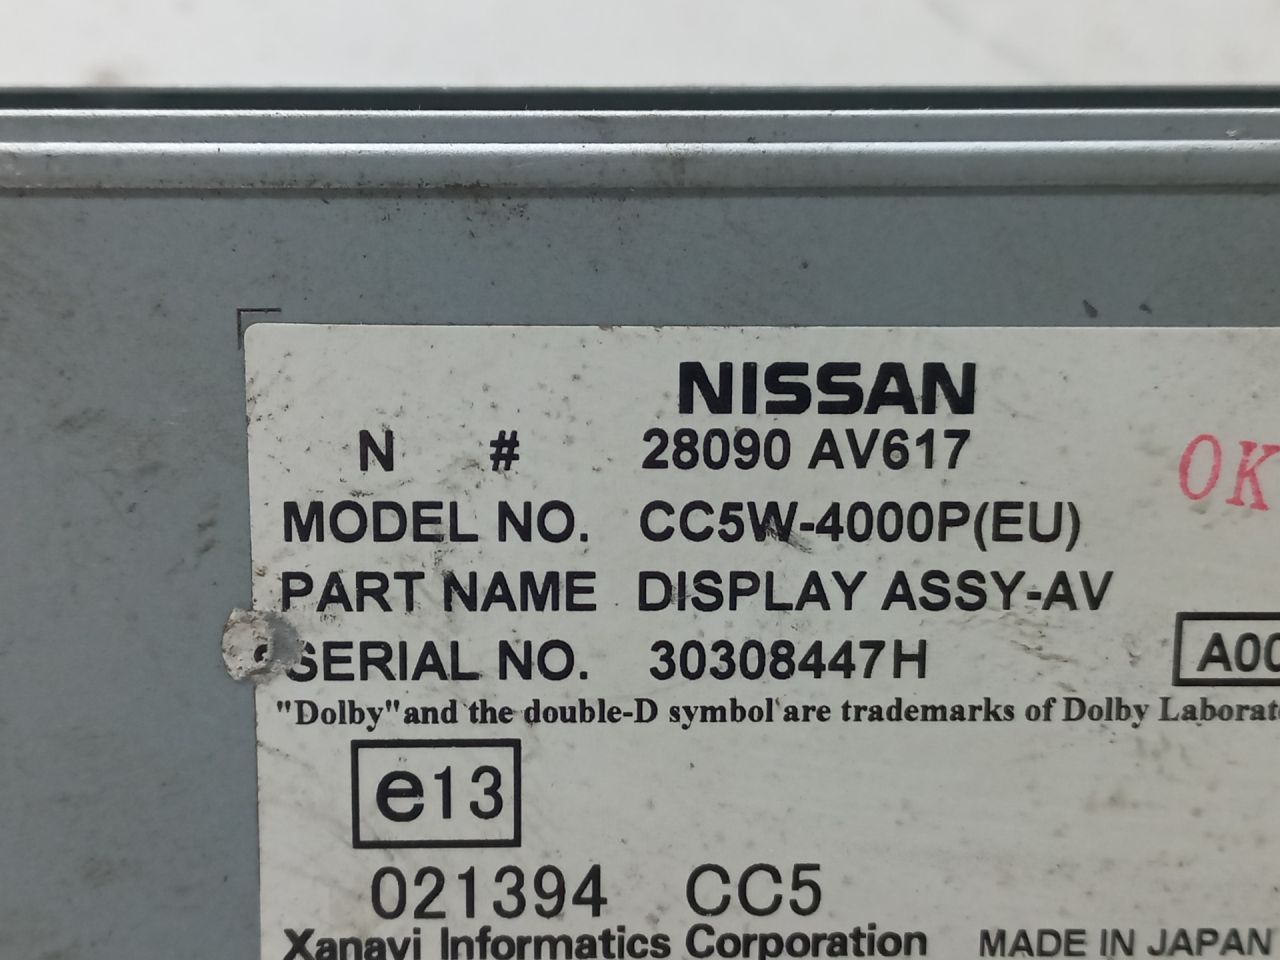 NISSAN
N # 28090 AV617
OK
MODEL NO. CC5W-4000P(EU)
PART NAME DISPLAY ASSY-AV
SERIAL NO. 30308447H
A00
"Dolby" and the double-D symbol are trademarks of Dolby
e13
021394 CC5
Xanavi Informatics Corporation MADE IN JAPAN